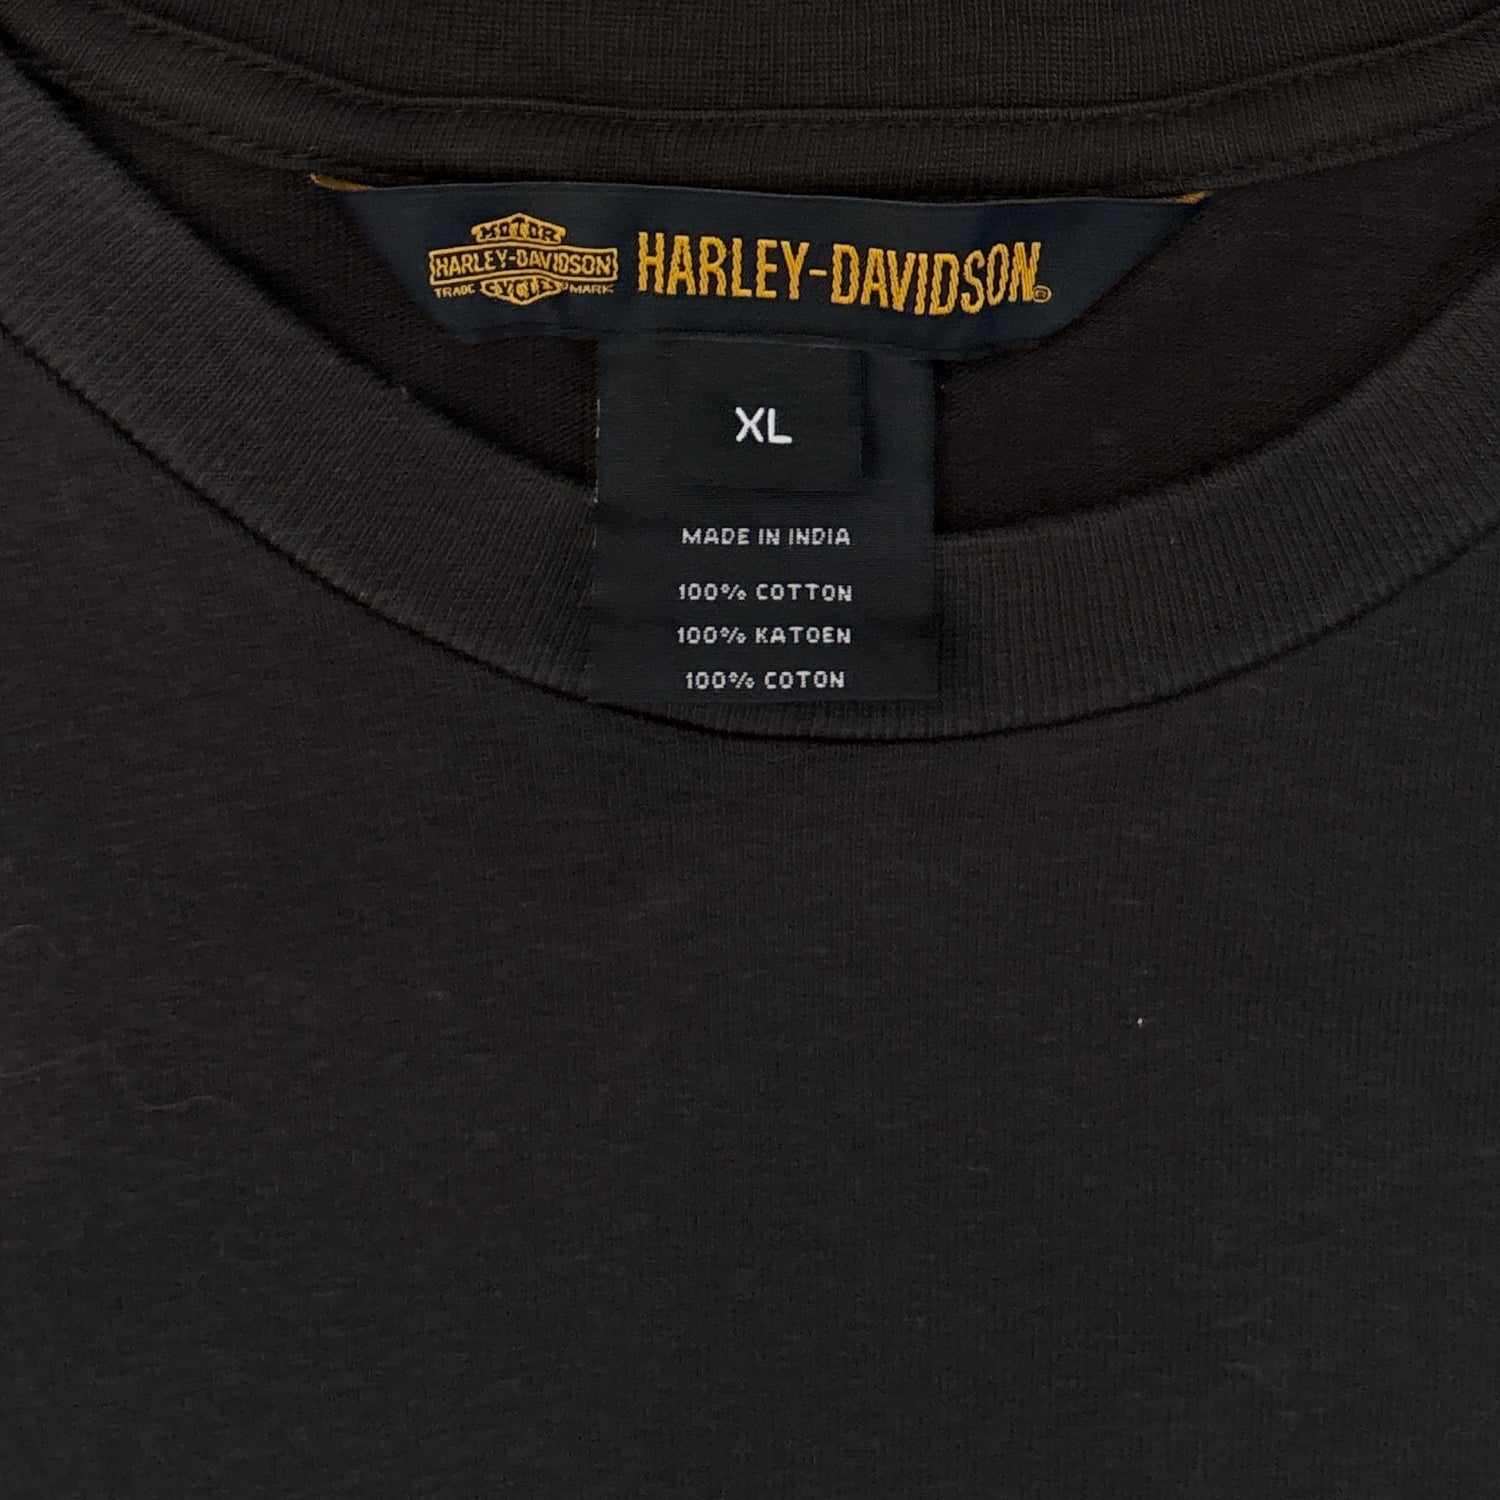 MOTOR
HARLEY-DAVIDSON
TRADE CYCLES MARK
HARLEY-DAVIDSON®
XL
MADE IN INDIA
100% COTTON
100% KATOEN
100% COTON